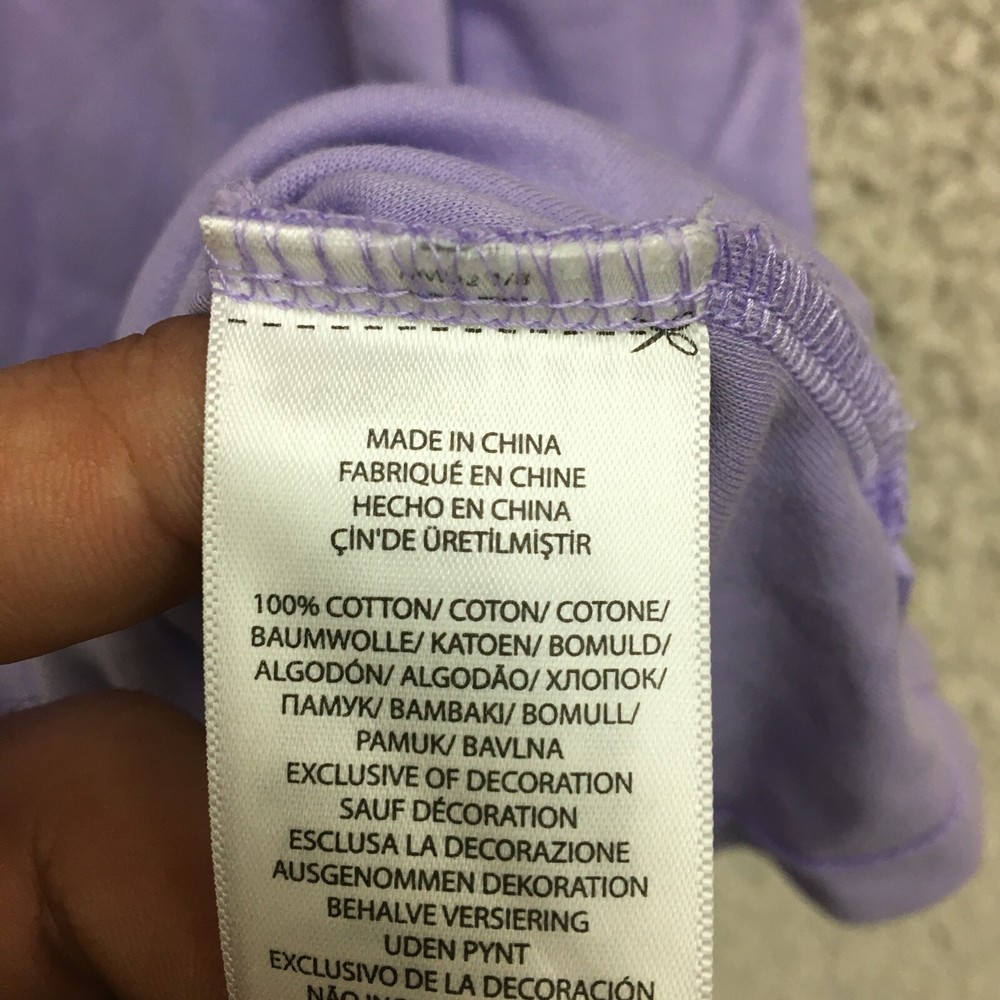 MADE IN CHINA
FABRIQUÉ EN CHINE
HECHO EN CHINA
ÇİN'DE ÜRETİLMİŞTİR
100% COTTON/ COTON/ COTONE/
BAUMWOLLE/ KATOEN/ BOMULD/
ALGODÓN/ ALGODÃO/ ХЛОПОК/
ПАМУК/ BAMBAKI/ BOMULL/
PAMUK/ BAVLNA
EXCLUSIVE OF DECORATION
SAUF DÉCORATION
ESCLUSA LA DECORAZIONE
AUSGENOMMEN DEKORATION
BEHALVE VERSIERING
UDEN PYNT
EXCLUSIVO DE LA DECORACIÓN
NÃO